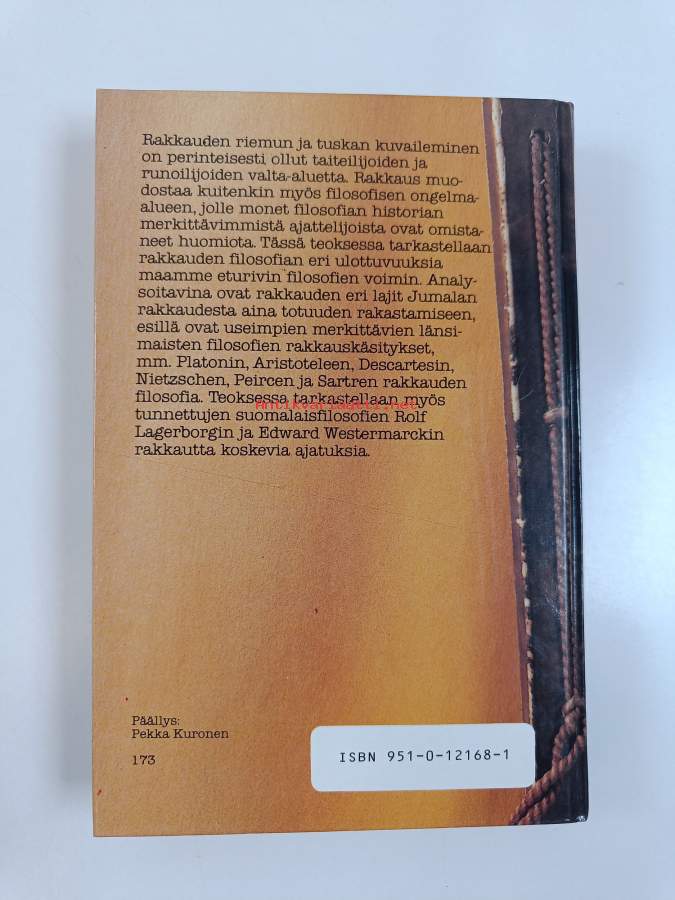 Rakkauden riemun ja tuskan kuvaileminen
on perinteisesti ollut taiteilijoiden ja
runoilijoiden valta-aluetta. Rakkaus muo-
dostaa kuitenkin myös filosofisen ongelma-
alueen, jolle monet filosofian historian
merkittävimmistä ajattelijoista ovat omista-
neet huomiota. Tässä teoksessa tarkastellaan
rakkauden filosofian eri ulottuvuuksia
maamme eturivin filosofien voimin. Analy-
soitavina ovat rakkauden eri lajit Jumalan
rakkaudesta aina totuuden rakastamiseen,
esillä ovat useimpien merkittävien länsi-
maisten filosofien rakkauskäsitykset,
mm. Platonin, Aristoteleen, Descartesin,
Nietzschen, Peircen ja Sartren rakkauden
filosofia. Teoksessa tarkastellaan myös
Antikvariaatti.net
tunnettujen suomalaisfilosofien Rolf
Lagerborgin ja Edward Westermarckin
rakkautta koskevia ajatuksia.
Päällys:
Pekka Kuronen
173
ISBN 951-0-12168-1